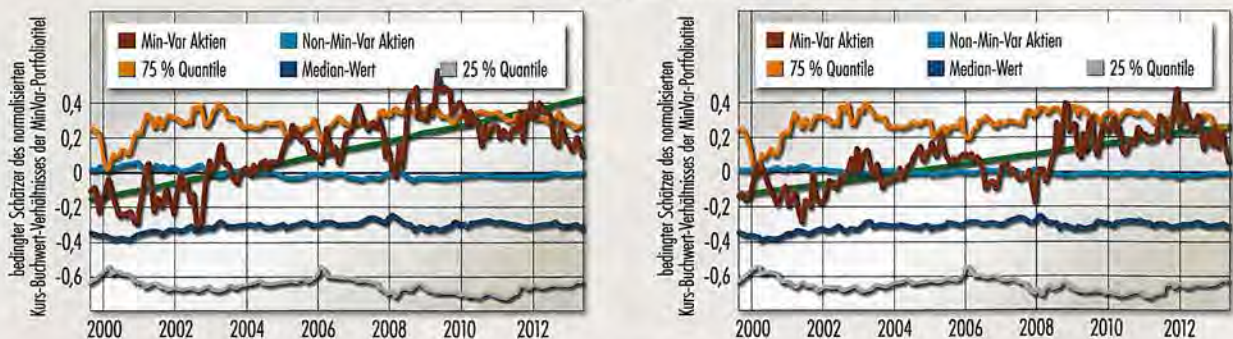 bedingter Schätzer des normalisierten
Kurs-Buchwert-Verhältnisses der MinVar-Portfoliotitel
Min-Var Aktien Non-Min-Var Aktien
75 % Quantile Median-Wert 25 % Quantile
0,4
0,2
0
-0,2
-0,4
-0,6
2000 2002 2004 2006 2008 2010 2012
bedingter Schätzer des normalisierten
Kurs-Buchwert-Verhältnisses der MinVar-Portfoliotitel
Min-Var Aktien Non-Min-Var Aktien
75 % Quantile Median-Wert 25 % Quantile
0,4
0,2
0
-0,2
-0,4
-0,6
2000 2002 2004 2006 2008 2010 2012